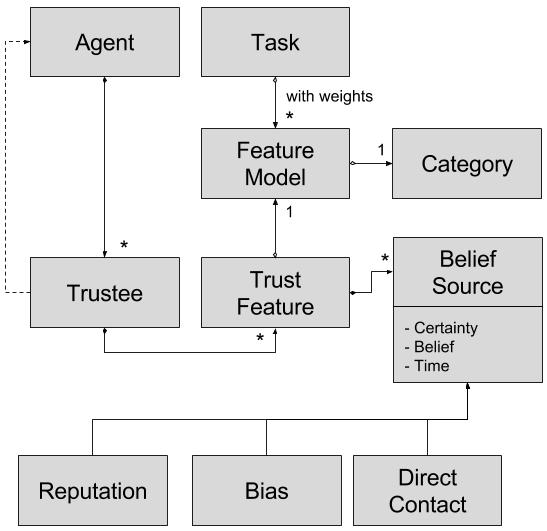 Agent
Task
with weights
*
Feature
Model
1
Category
1
*
Trustee
Trust
Feature
*
*
Belief
Source
- Certainty
- Belief
- Time
Reputation
Bias
Direct
Contact